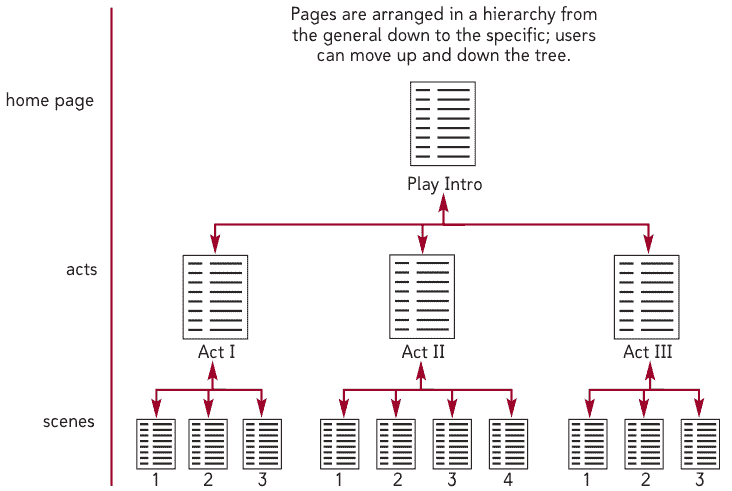 Pages are arranged in a hierarchy from
the general down to the specific; users
can move up and down the tree.
home page
Play Intro
acts
Act I
Act II
Act III
scenes
1 2 3 1 2 3 4 1 2 3